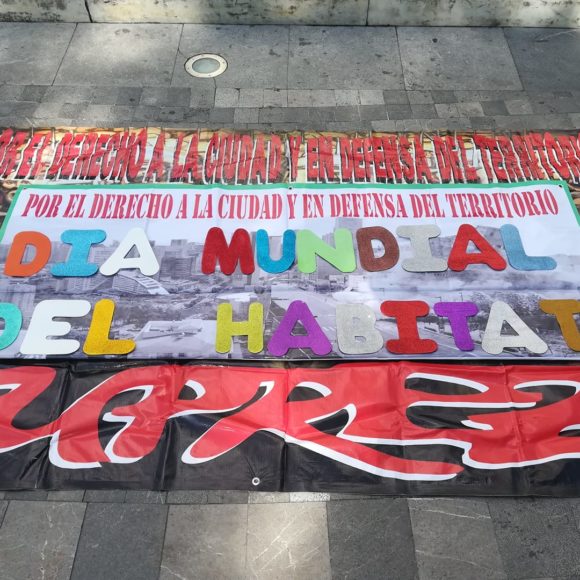 EL DERECHO A LA CIUDAD Y EN DEFENSA DEL
POR EL DERECHO A LA CIUDAD Y EN DEFENSA DEL TERRITORIO
DIA MUNDIAL
DEL HABITAT